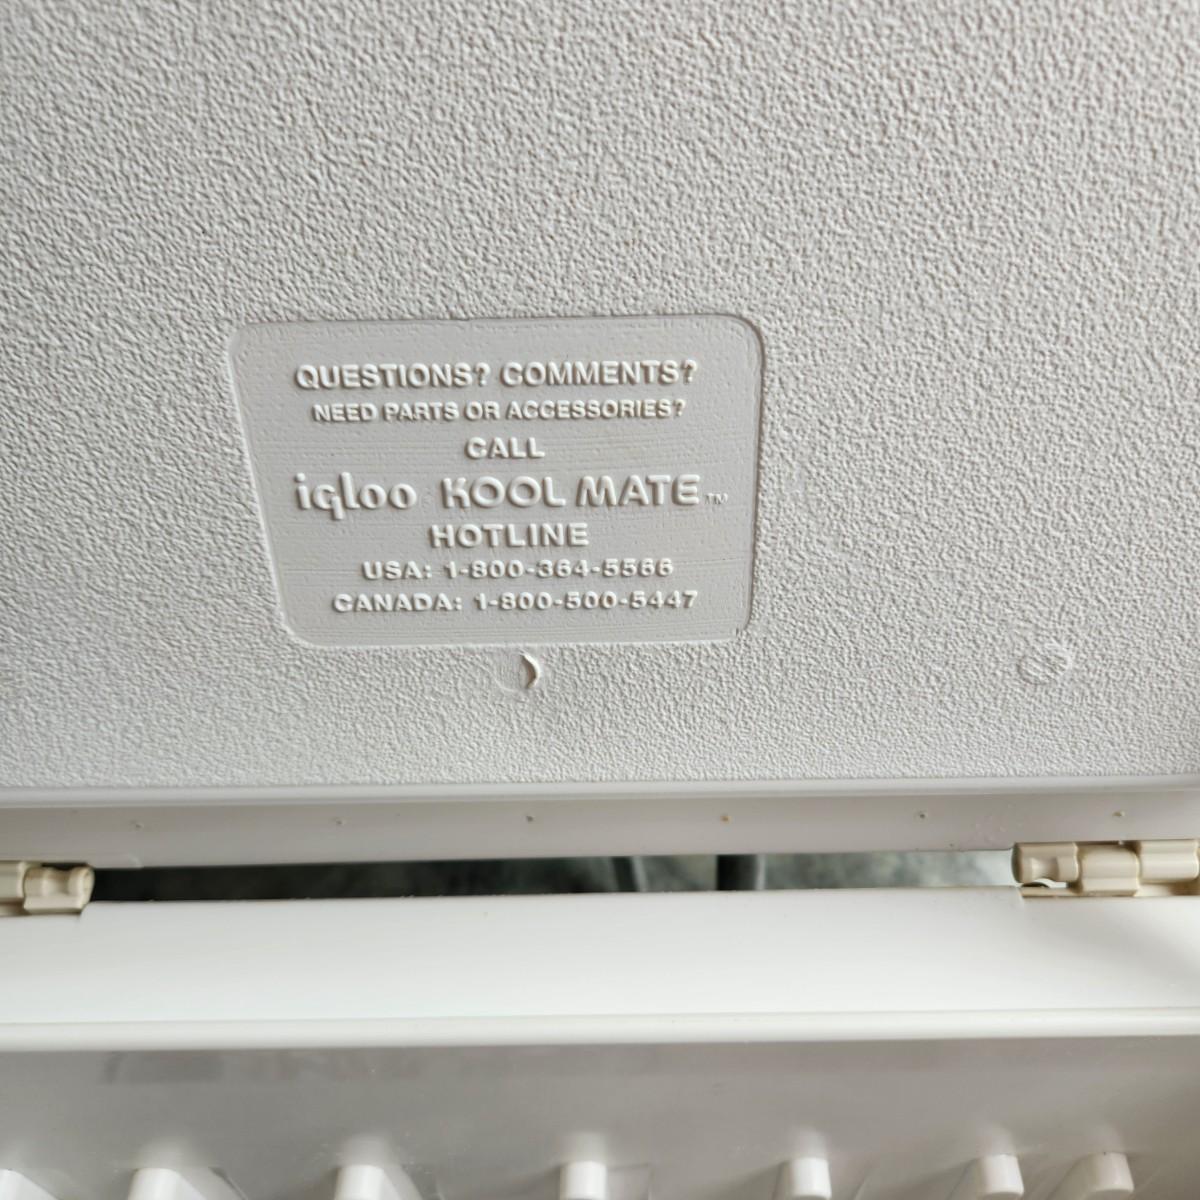 QUESTIONS? COMMENTS?
NEED PARTS OR ACCESSORIES?
CALL
igloo KOOL MATE™
HOTLINE
USA: 1-800-364-5566
CANADA: 1-800-500-5447